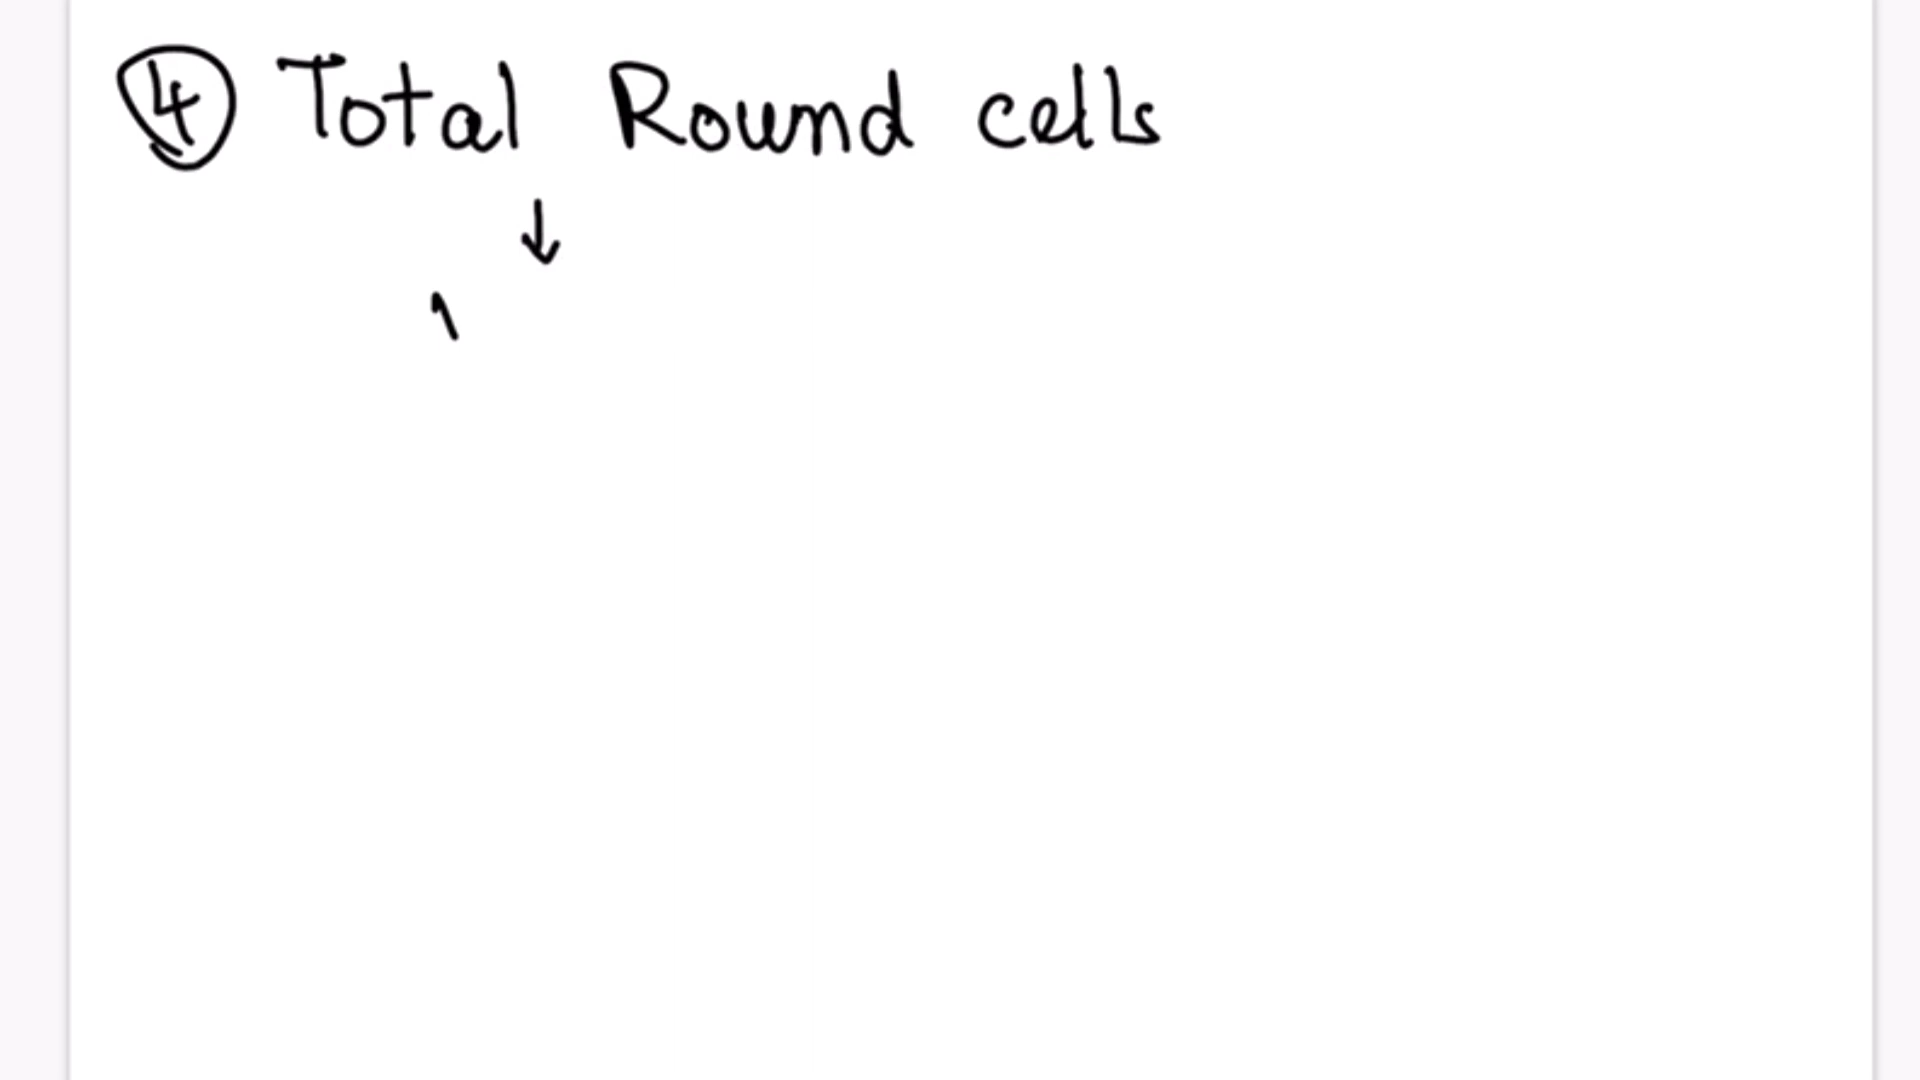 ④ Total Round cells
↓